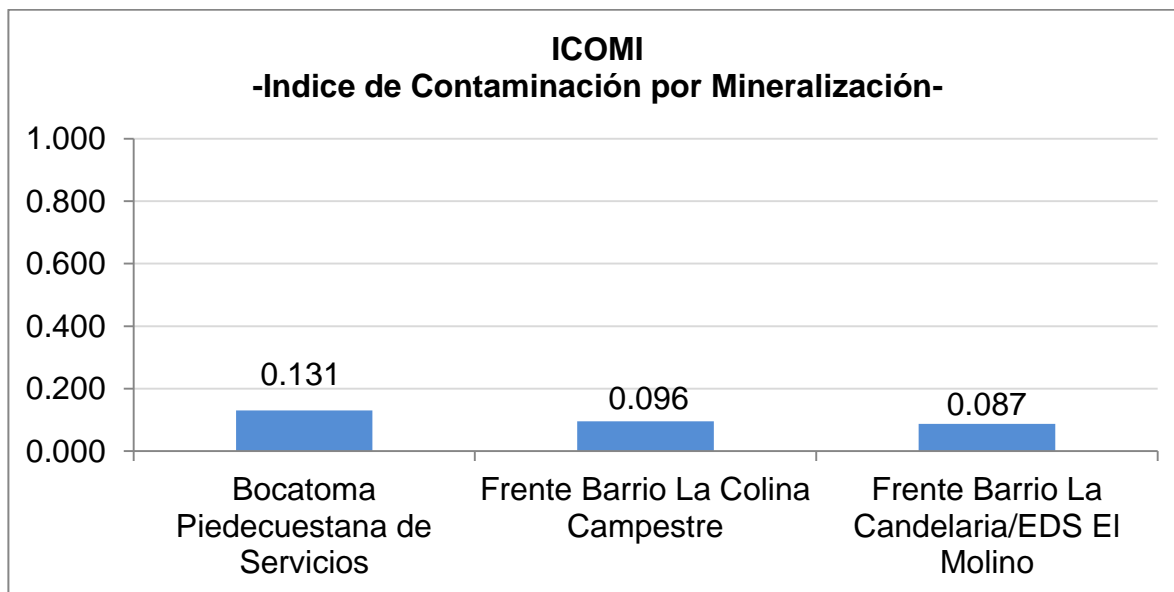 ICOMI
-Indice de Contaminación por Mineralización-
1.000
0.800
0.600
0.400
0.200
0.000
0.131
0.096
0.087
Bocatoma
Piedecuestana de
Servicios
Frente Barrio La Colina
Campestre
Frente Barrio La
Candelaria/EDS El
Molino